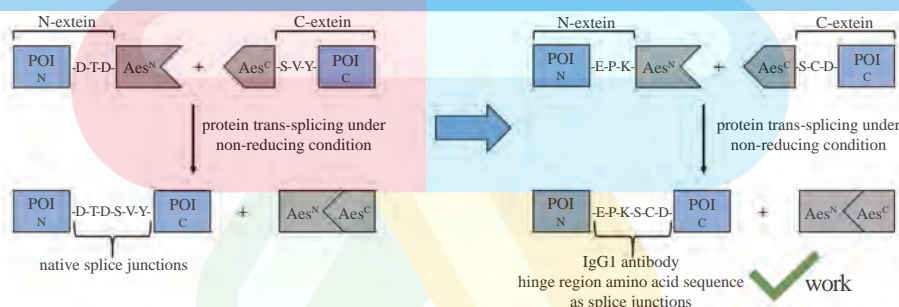 N-extein C-extein N-extein C-extein
POI N -D-T-D- Aesᴺ + Aesᶜ -S-V-Y- POI C POI N -E-P-K- Aesᴺ + Aesᶜ -S-C-D- POI C
protein trans-splicing under protein trans-splicing under
non-reducing condition non-reducing condition
POI N -D-T-D-S-V-Y- POI C + Aesᴺ Aesᶜ POI N -E-P-K-S-C-D- POI C + Aesᴺ Aesᶜ
native splice junctions IgG1 antibody
hinge region amino acid sequence work
as splice junctions